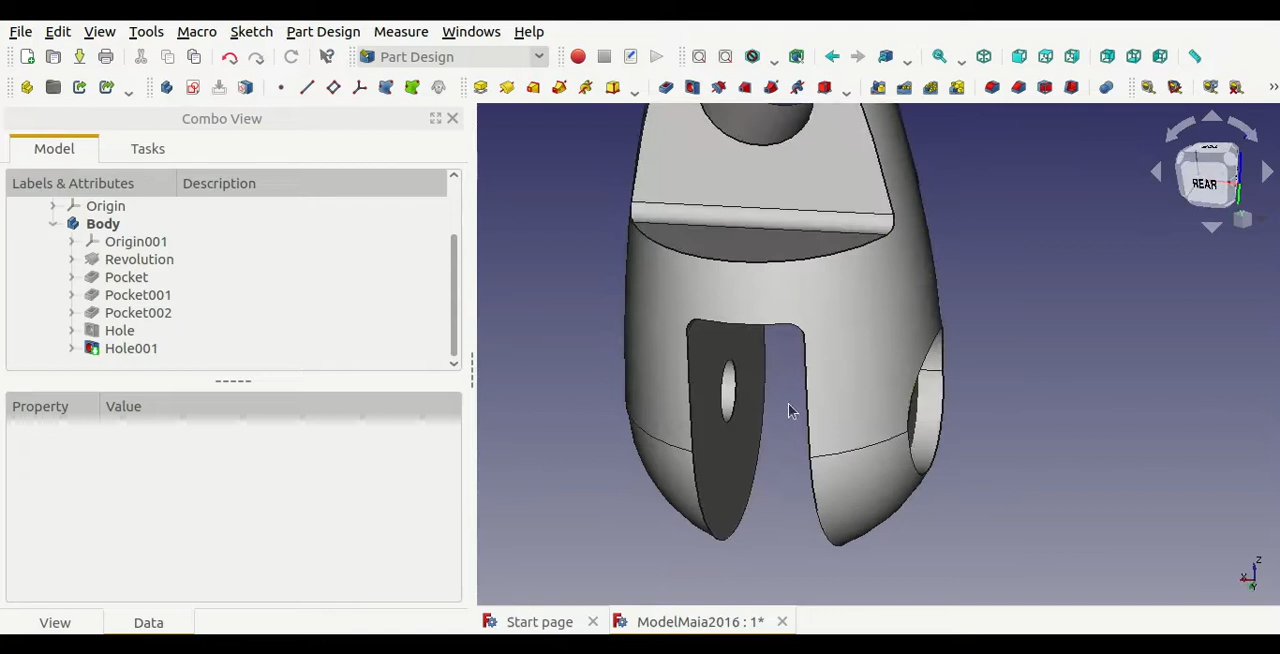 File Edit View Tools Macro Sketch Part Design Measure Windows Help
Part Design
Combo View
Model Tasks
Labels & Attributes Description
Origin
Body
Origin001
Revolution
Pocket
Pocket001
Pocket002
Hole
Hole001
Property Value
View Data
REAR
Z
X
Y
Start page ModelMaia2016 : 1*